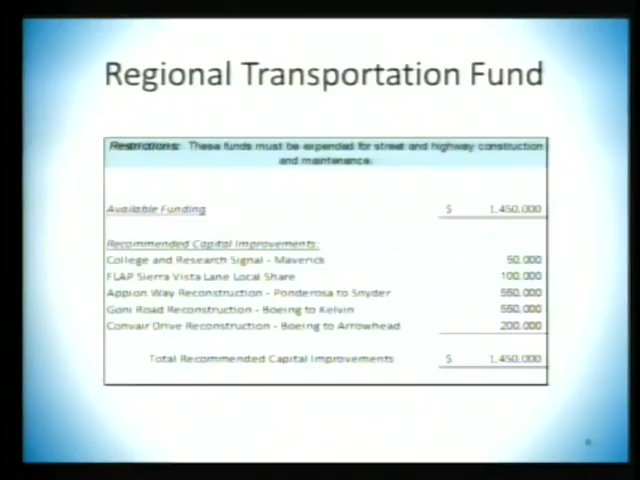 Regional Transportation Fund
Restrictions: These funds must be expended for street and highway construction
and maintenance.
Available Funding $ 1,450,000
Recommended Capital Improvements:
College and Research Signal - Maverick 50,000
FLAP Sierra Vista Lane Local Share 100,000
Appion Way Reconstruction - Ponderosa to Snyder 550,000
Goni Road Reconstruction - Boeing to Kelvin 550,000
Convair Drive Reconstruction - Boeing to Arrowhead 200,000
Total Recommended Capital Improvements $ 1,450,000